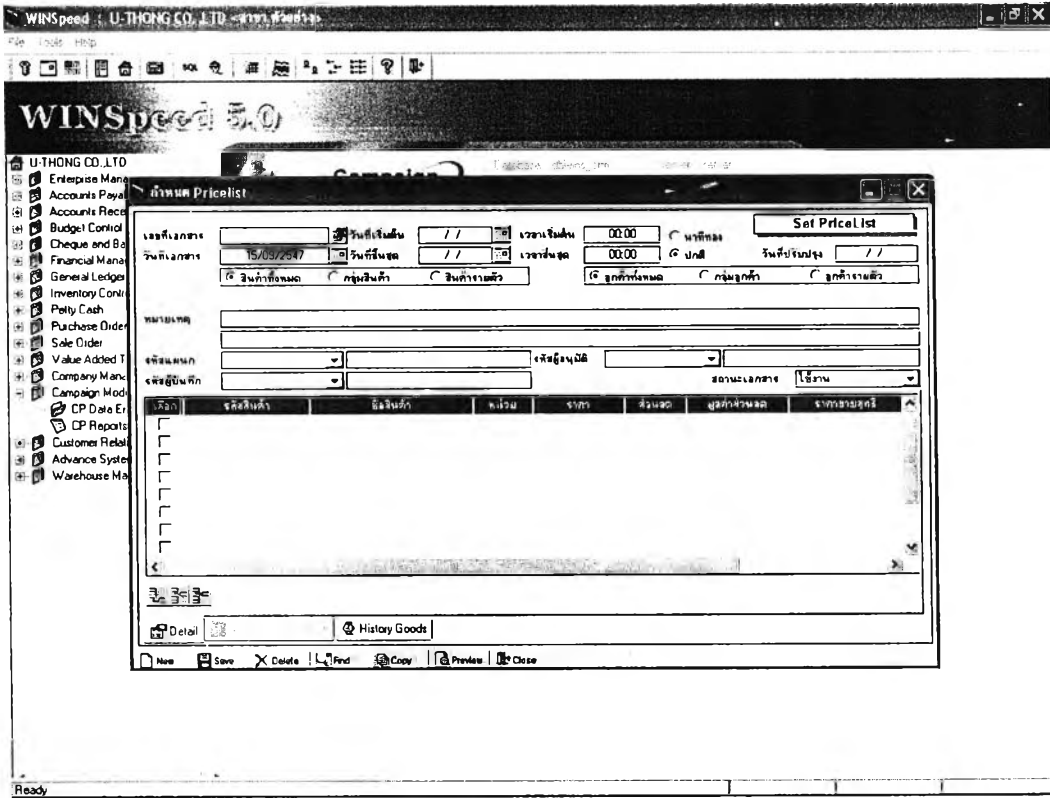 WINSpeed : U-THONG CO.,LTD <สาขา ตัวอย่าง>
File Tools Help
WINSpeed 5.0
U-THONG CO.,LTD
Enterprise Mana
Accounts Payal
Accounts Rece
Budget Control
Cheque and Ba
Financial Mana
General Ledger
Inventory Contr
Petty Cash
Purchase Order
Sale Order
Value Added T
Company Mana
Campaign Modu
CP Data En
CP Reports
Customer Relati
Advance Syste
Warehouse Ma
Campaign
กำหนด Pricelist
Set PriceList
เลขที่เอกสาร วันที่เริ่มต้น / / เวลาเริ่มต้น 00:00 นาทีทอง
วันที่เอกสาร 15/09/2547 วันที่สิ้นสุด / / เวลาสิ้นสุด 00:00 ปกติ วันที่ปรับปรุง / /
สินค้าทั้งหมด กลุ่มสินค้า สินค้ารายตัว ลูกค้าทั้งหมด กลุ่มลูกค้า ลูกค้ารายตัว
หมายเหตุ
รหัสแผนก รหัสผู้อนุมัติ
รหัสผู้บันทึก สถานะเอกสาร ใช้งาน
เลือก รหัสสินค้า ชื่อสินค้า หน่วย ราคา ส่วนลด มูลค่าส่วนลด ราคาขายสุทธิ
Detail History Goods
New Save Delete Find Copy Preview Close
Ready